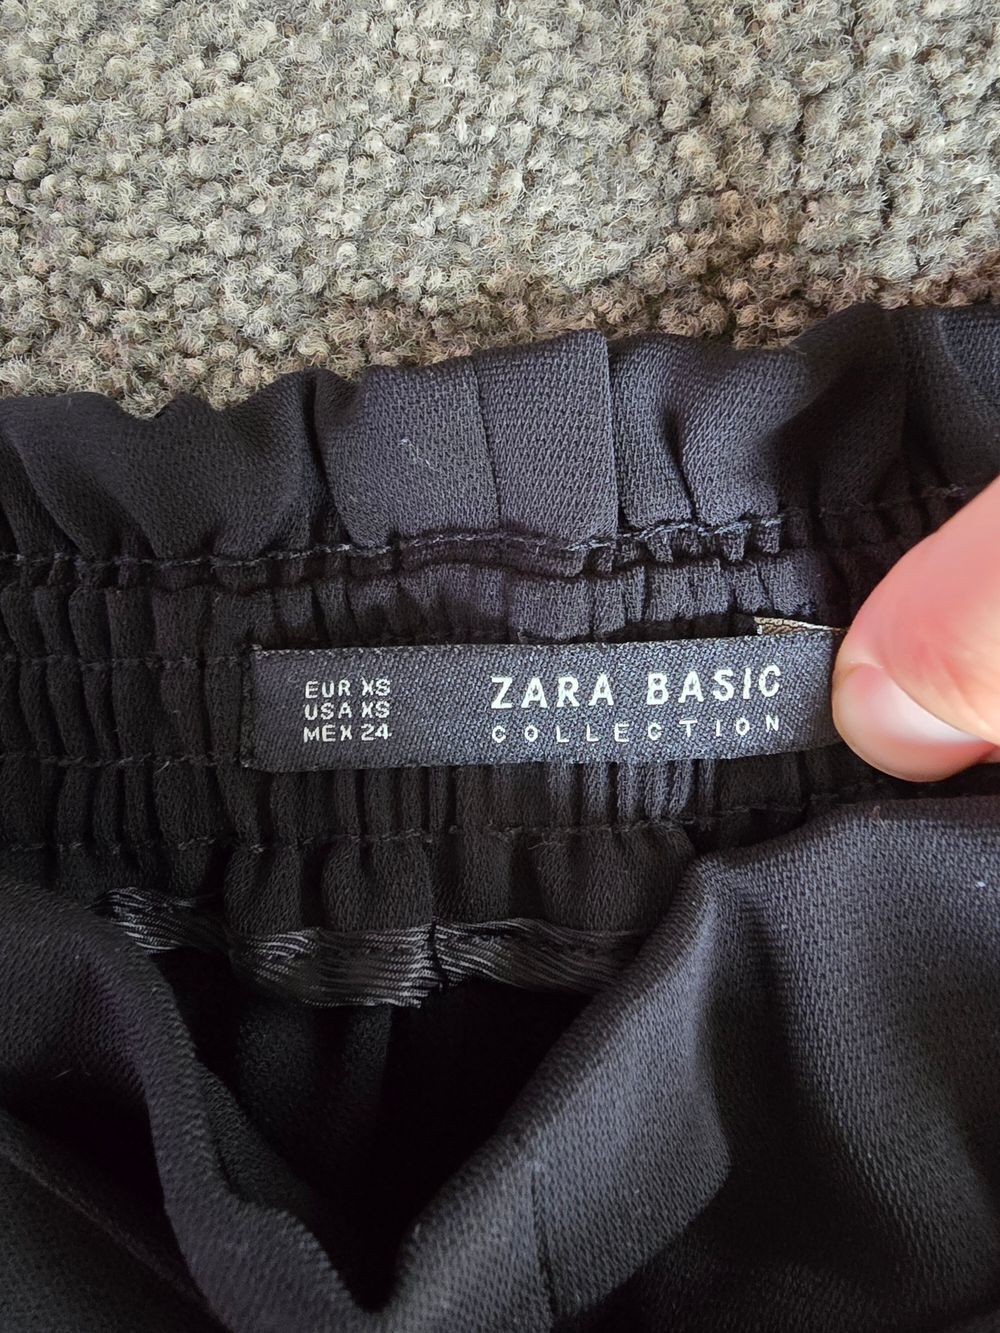 EUR XS
USA XS
MEX 24
ZARA BASIC
COLLECTION